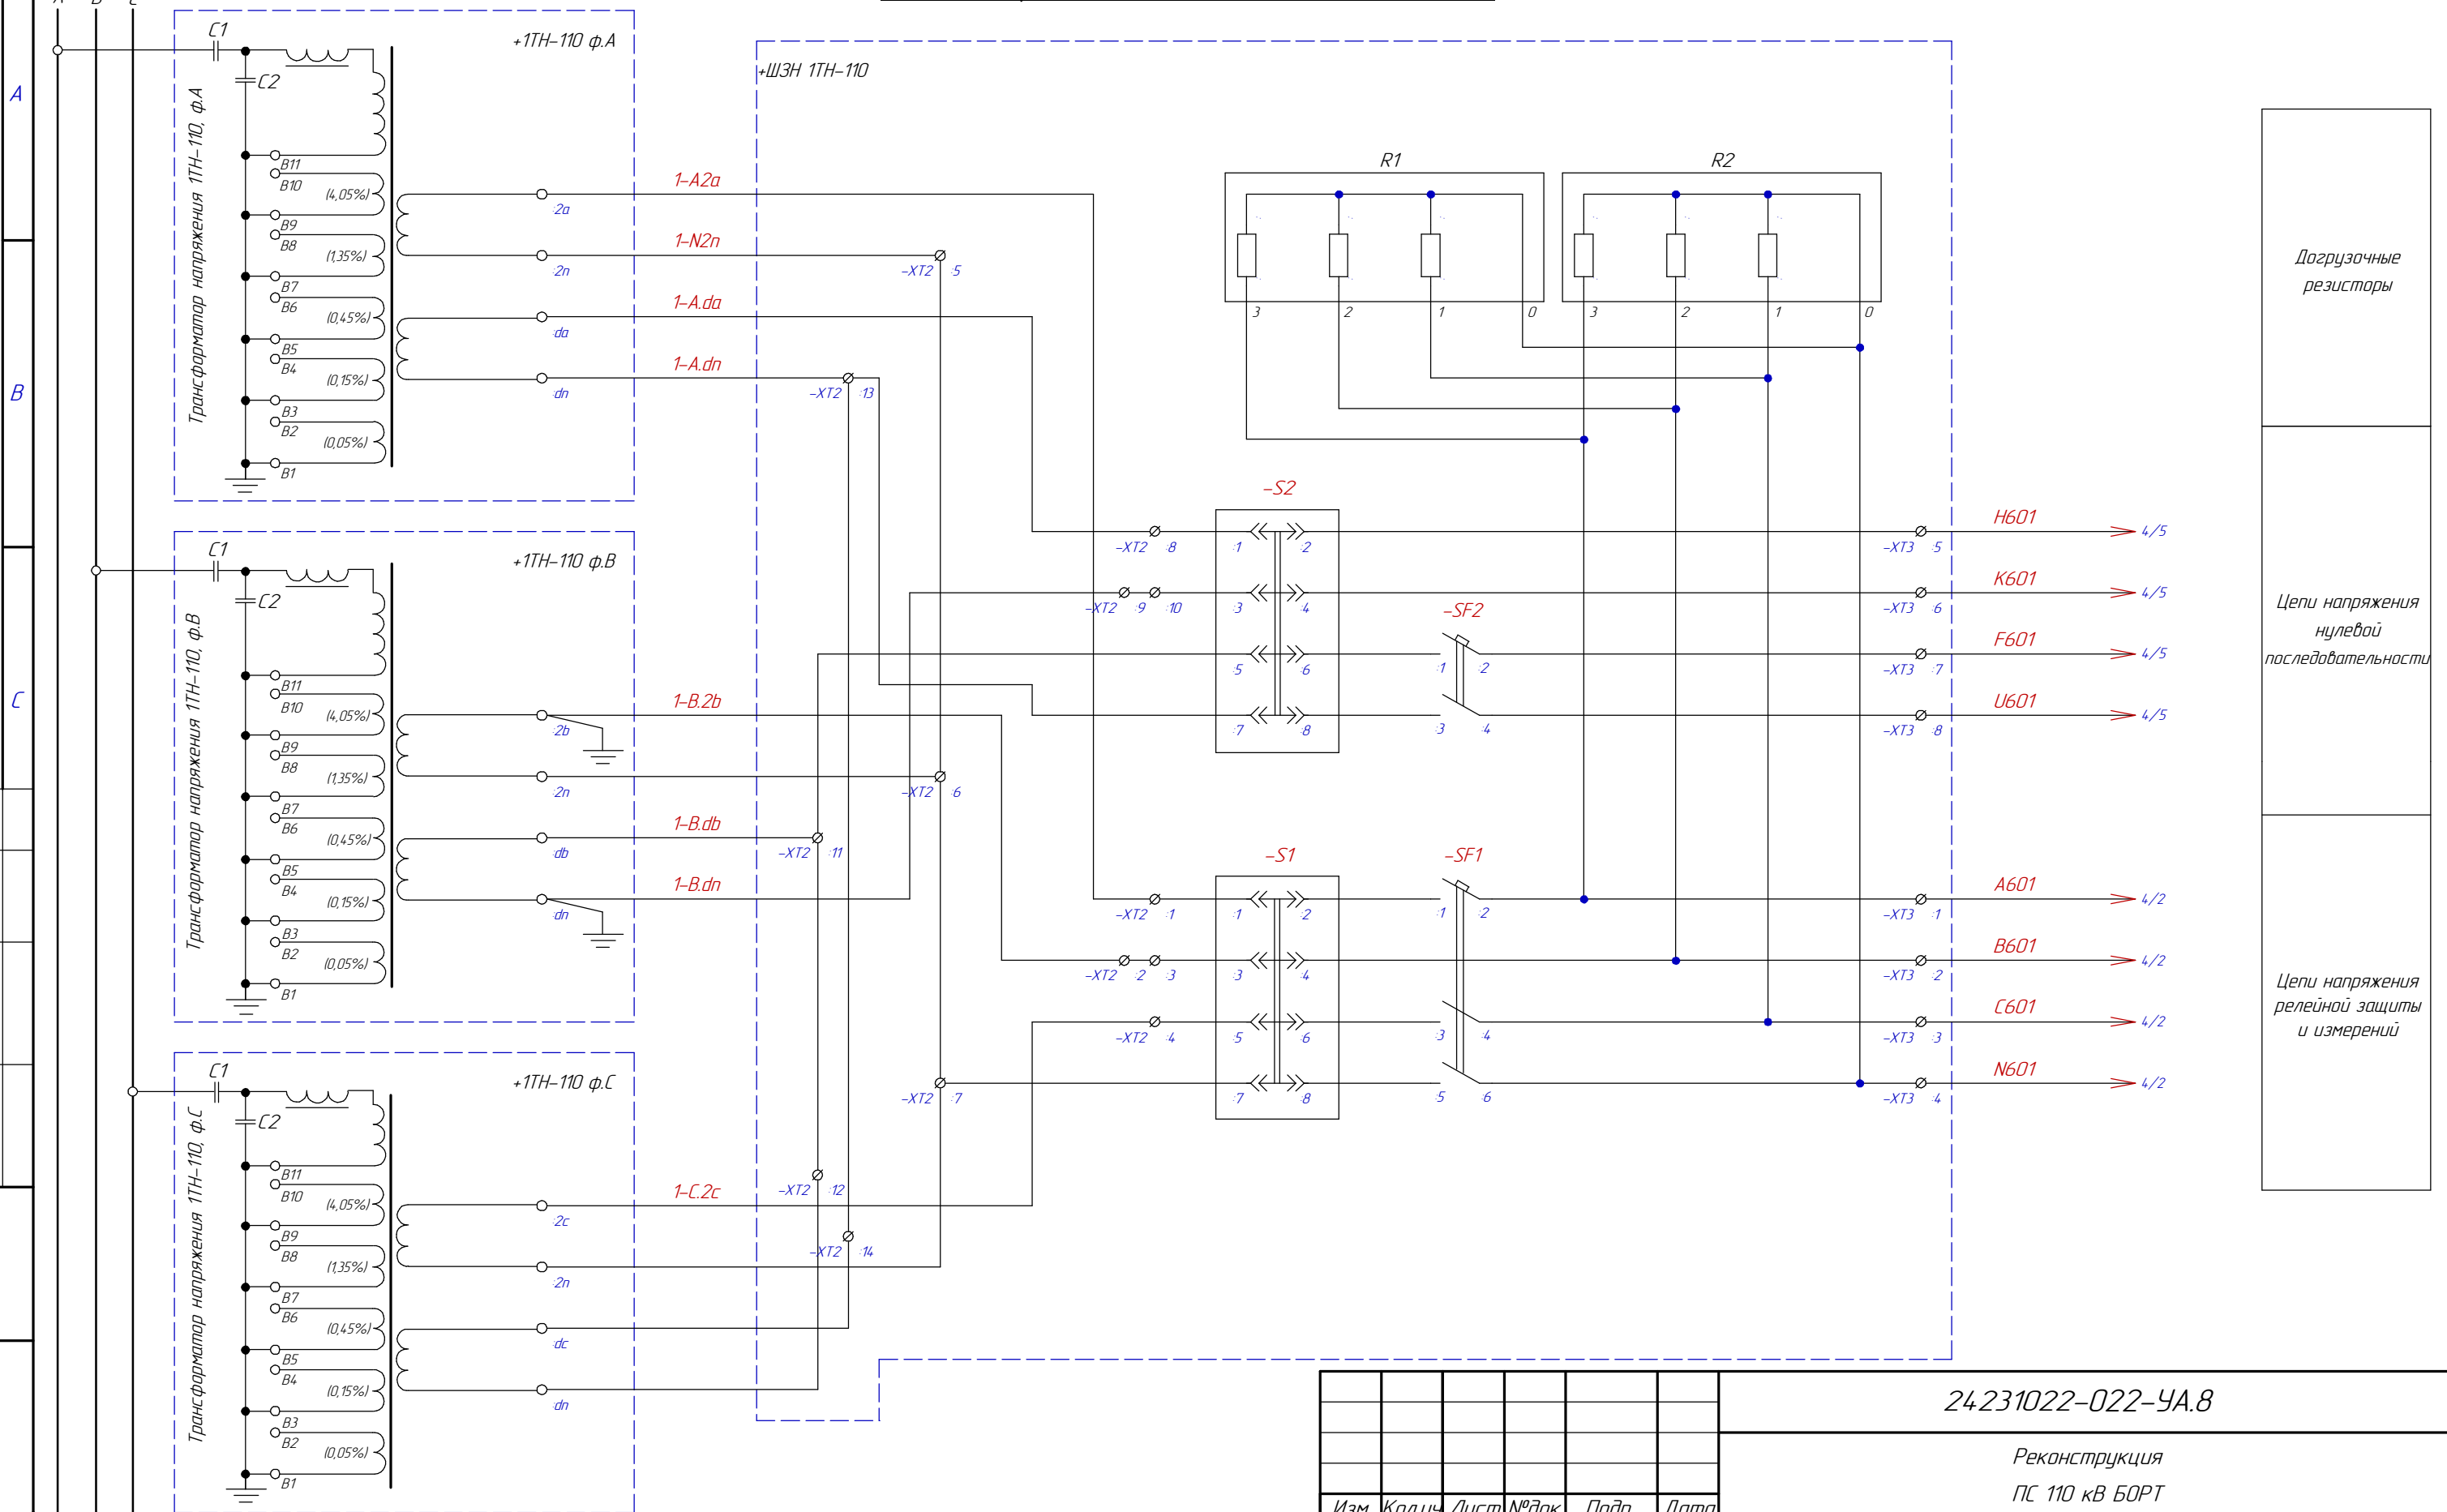 A
B
C
Трансформатор напряжения 1ТН-110, ф.А
+1ТН-110 ф.А
C1
C2
B11
B10
(4,05%)
B9
B8
(1,35%)
B7
B6
(0,45%)
B5
B4
(0,15%)
B3
B2
(0,05%)
B1
:2a
:2n
:da
:dn
1-A2a
1-N2n
1-A.da
1-A.dn
Трансформатор напряжения 1ТН-110, ф.В
+1ТН-110 ф.В
C1
C2
B11
B10
(4,05%)
B9
B8
(1,35%)
B7
B6
(0,45%)
B5
B4
(0,15%)
B3
B2
(0,05%)
B1
:2b
:2n
:db
:dn
1-B.2b
1-B.db
1-B.dn
Трансформатор напряжения 1ТН-110, ф.С
+1ТН-110 ф.С
C1
C2
B11
B10
(4,05%)
B9
B8
(1,35%)
B7
B6
(0,45%)
B5
B4
(0,15%)
B3
B2
(0,05%)
B1
:2c
:2n
:dc
:dn
1-C.2c
+ШЗН 1ТН-110
-XT2 :5
-XT2 :13
-XT2 :6
-XT2 :11
-XT2 :7
-XT2 :12
-XT2 :14
R1
3 2 1 0
R2
3 2 1 0
-S2
-XT2 :8 :1 :2 -XT3 :5 H601 4/5
-XT2 :9 :10 :3 :4 -XT3 :6 K601 4/5
-SF2
:5 :6 :1 :2 -XT3 :7 F601 4/5
:7 :8 :3 :4 -XT3 :8 U601 4/5
-S1 -SF1
-XT2 :1 :1 :2 :1 :2 -XT3 :1 A601 4/2
-XT2 :2 :3 :3 :4 -XT3 :2 B601 4/2
-XT2 :4 :5 :6 :3 :4 -XT3 :3 C601 4/2
:7 :8 :5 :6 -XT3 :4 N601 4/2
Догрузочные
резисторы
Цепи напряжения
нулевой
последовательности
Цепи напряжения
релейной защиты
и измерений
24231022-022-УА.8
Реконструкция
ПС 110 кВ БОРТ
Изм. Кол.уч Лист №док. Подп. Дата